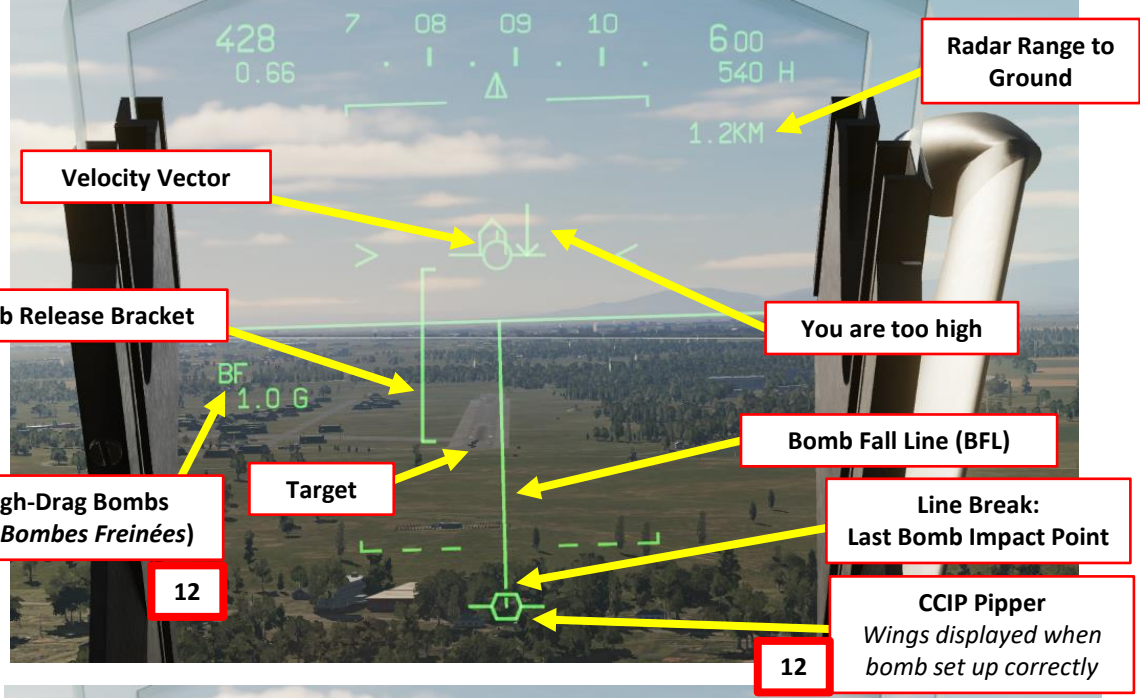 7 08 09 10
428
0.66
600
540 H
1.2KM
Radar Range to
Ground
Velocity Vector
b Release Bracket
You are too high
BF
1.0 G
Bomb Fall Line (BFL)
Target
gh-Drag Bombs
Bombes Freinées)
12
Line Break:
Last Bomb Impact Point
CCIP Pipper
Wings displayed when
bomb set up correctly
12